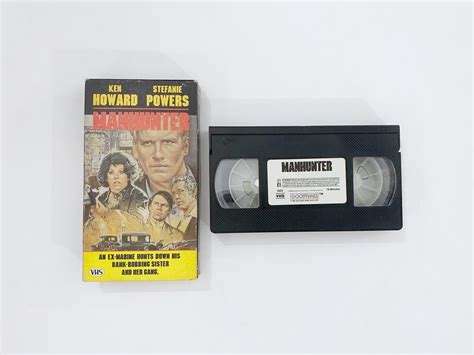 KEN STEFANIE
HOWARD POWERS
MANHUNTER
AN EX-MARINE HUNTS DOWN HIS
BANK-ROBBING SISTER
AND HER GANG.
VHS
MANHUNTER
VHS